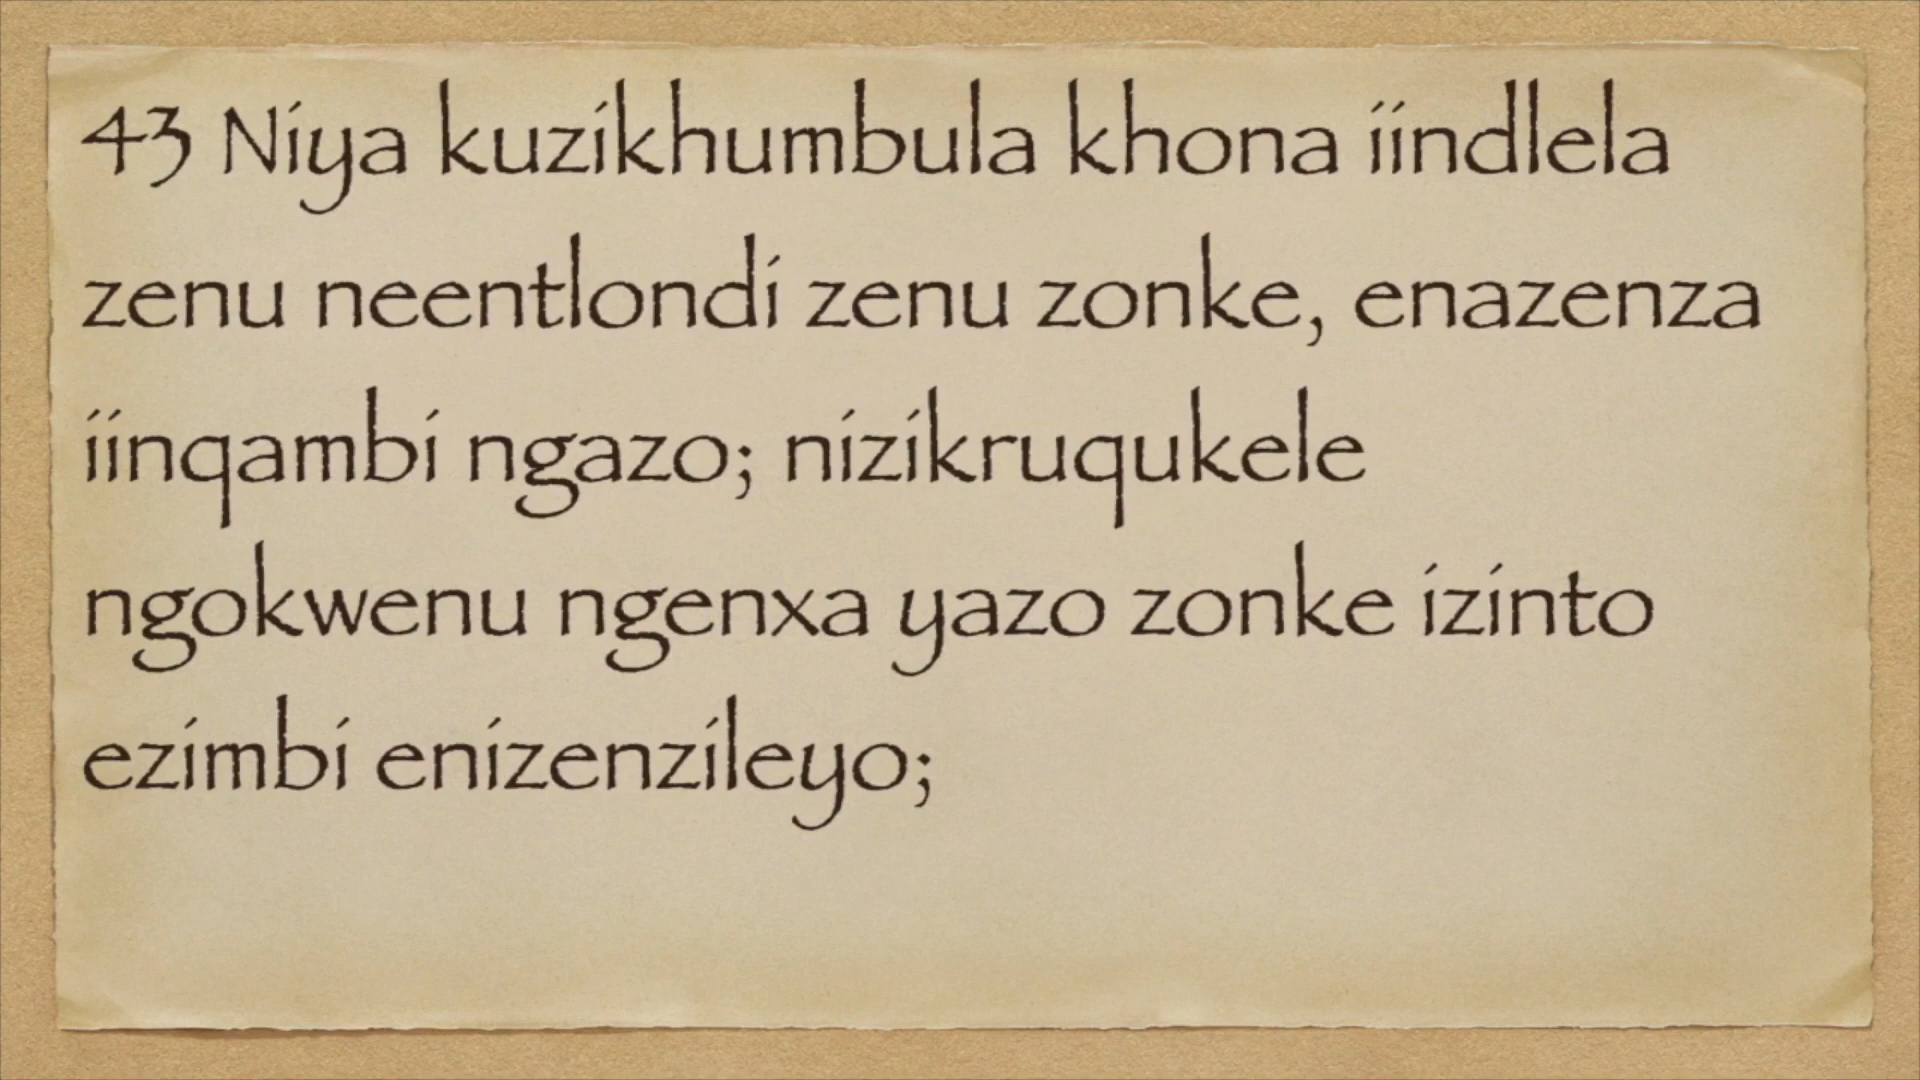 43 Niya kuzikhumbula khona iindlela
zenu neentlondi zenu zonke, enazenza
iinqambi ngazo; nizikruqukele
ngokwenu ngenxa yazo zonke izinto
ezimbi enizenzileyo;